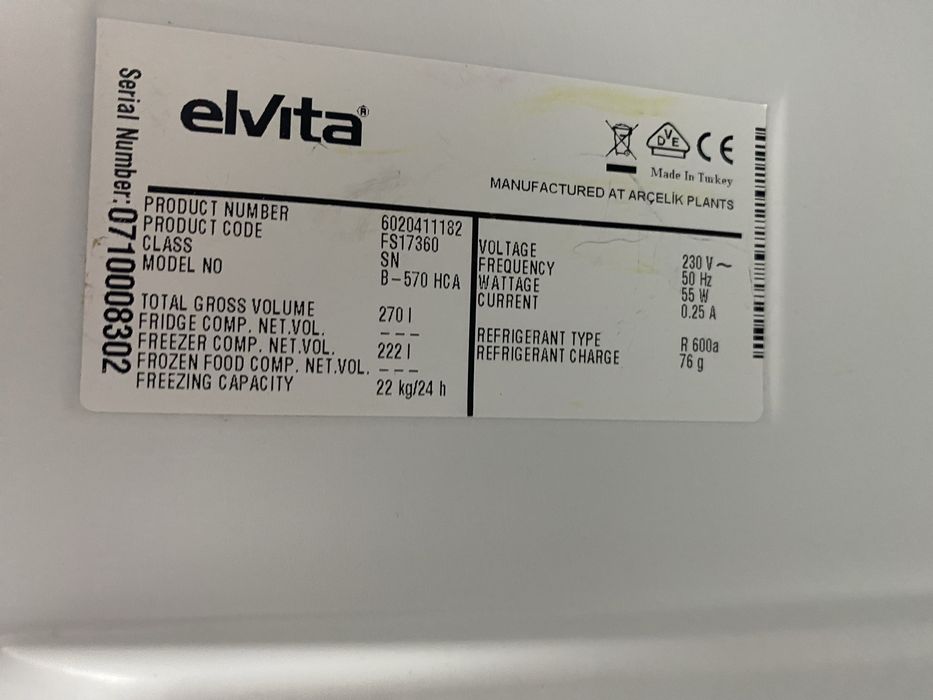 elvita®
Made In Turkey
MANUFACTURED AT ARÇELİK PLANTS
Serial Number:0710008302
PRODUCT NUMBER 6020411182
PRODUCT CODE FS17360
CLASS SN
MODEL NO B-570 HCA
TOTAL GROSS VOLUME 270 l
FRIDGE COMP. NET.VOL. ---
FREEZER COMP. NET.VOL. 222 l
FROZEN FOOD COMP. NET.VOL. ---
FREEZING CAPACITY 22 kg/24 h
VOLTAGE 230 V~
FREQUENCY 50 Hz
WATTAGE 55 W
CURRENT 0.25 A
REFRIGERANT TYPE R 600a
REFRIGERANT CHARGE 76 g
DVE
CE